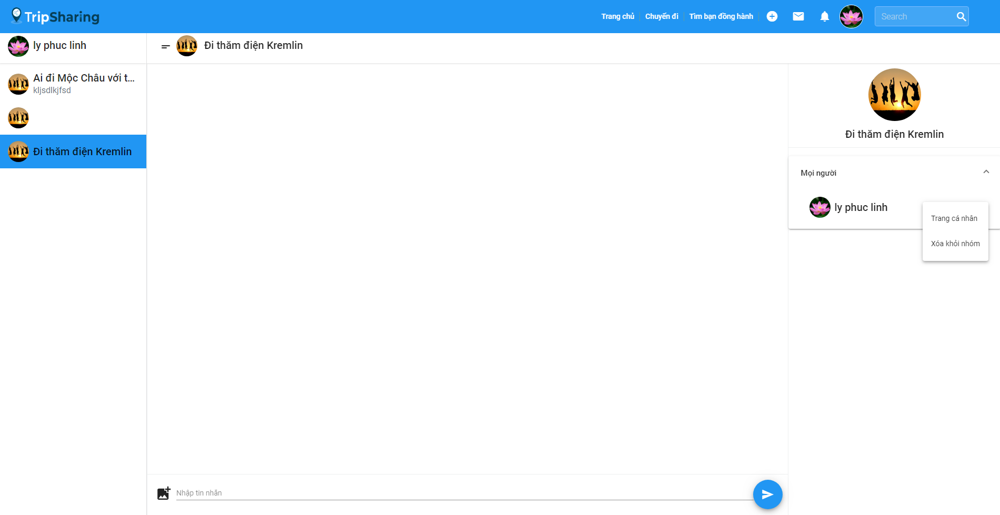 TripSharing
Trang chủ
Chuyến đi
Tìm bạn đồng hành
Search
ly phuc linh
Đi thăm điện Kremlin
Ai đi Mộc Châu với t...
kljsdlkjfsd
Đi thăm điện Kremlin
Đi thăm điện Kremlin
Mọi người
ly phuc linh
Trang cá nhân
Xóa khỏi nhóm
Nhập tin nhắn